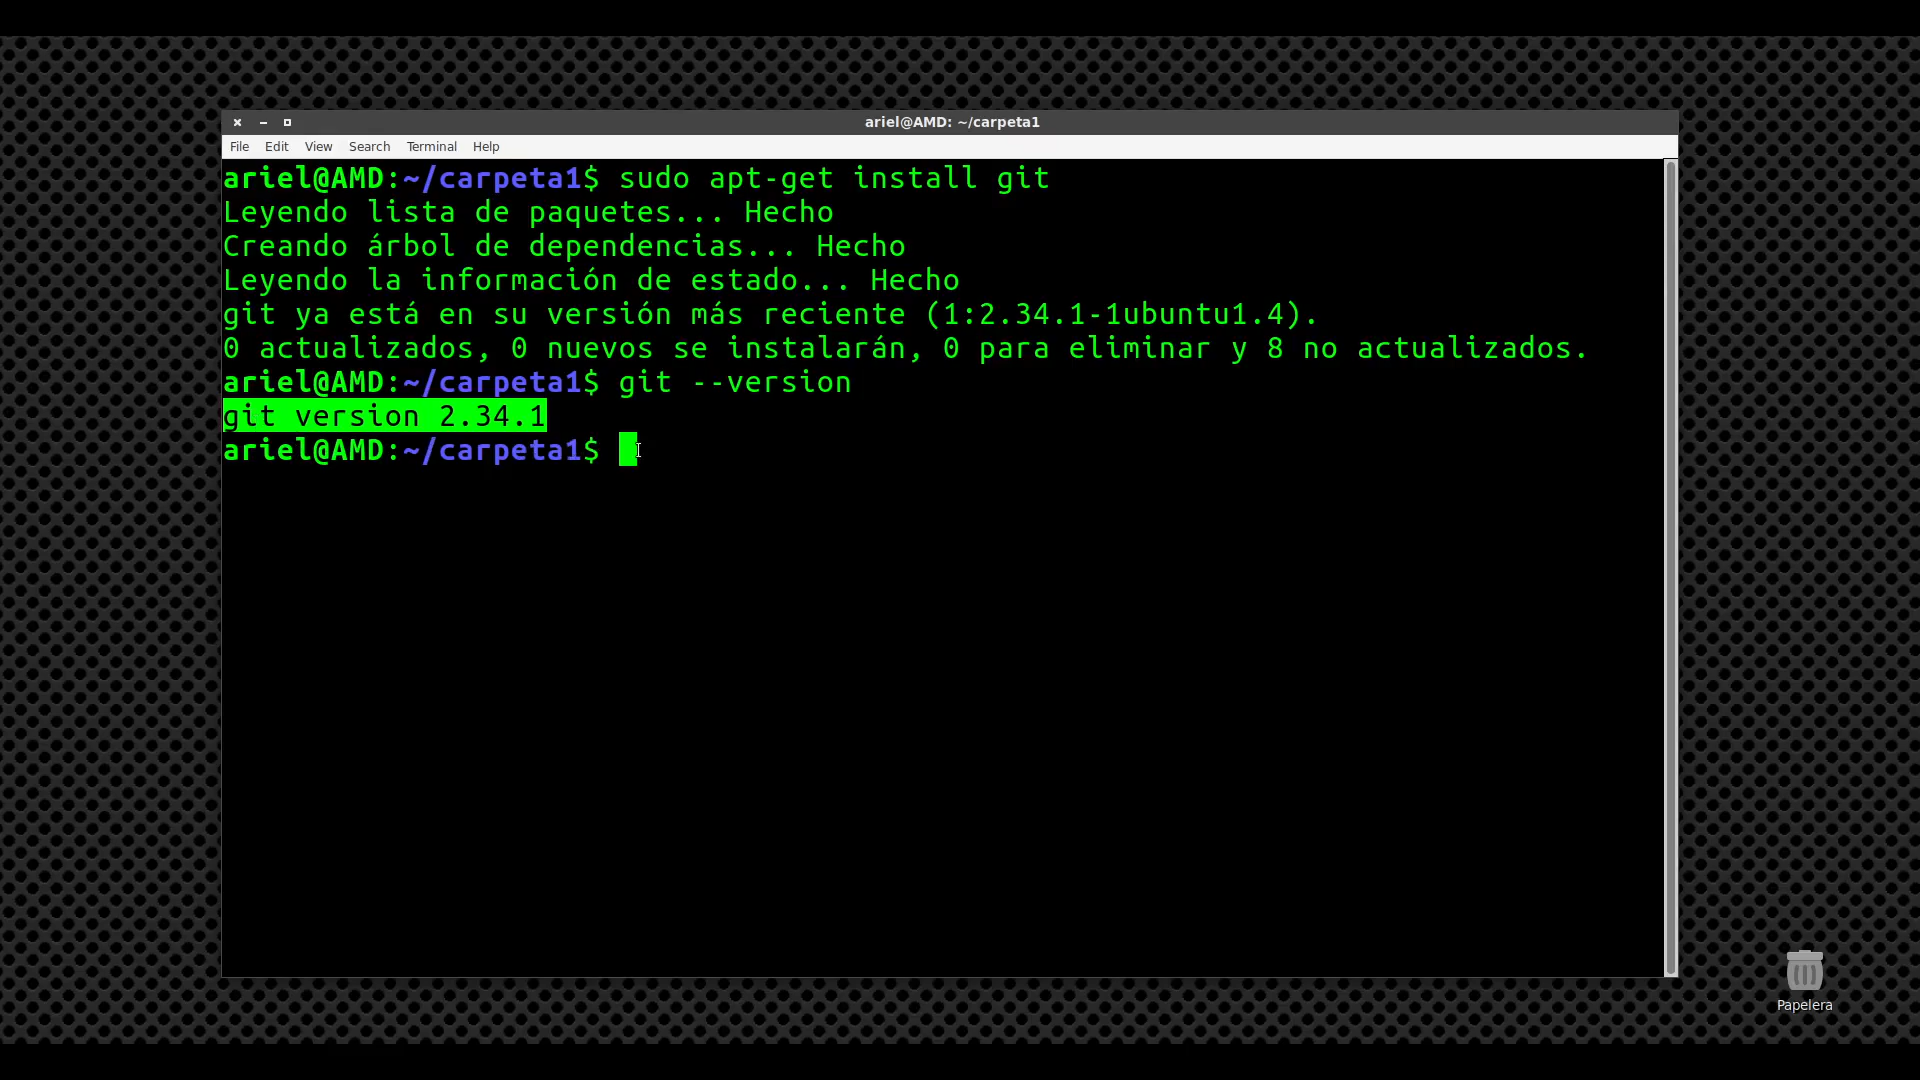 ariel@AMD: ~/carpeta1
File Edit View Search Terminal Help
ariel@AMD:~/carpeta1$ sudo apt-get install git
Leyendo lista de paquetes... Hecho
Creando árbol de dependencias... Hecho
Leyendo la información de estado... Hecho
git ya está en su versión más reciente (1:2.34.1-1ubuntu1.4).
0 actualizados, 0 nuevos se instalarán, 0 para eliminar y 8 no actualizados.
ariel@AMD:~/carpeta1$ git --version
git version 2.34.1
ariel@AMD:~/carpeta1$
Papelera